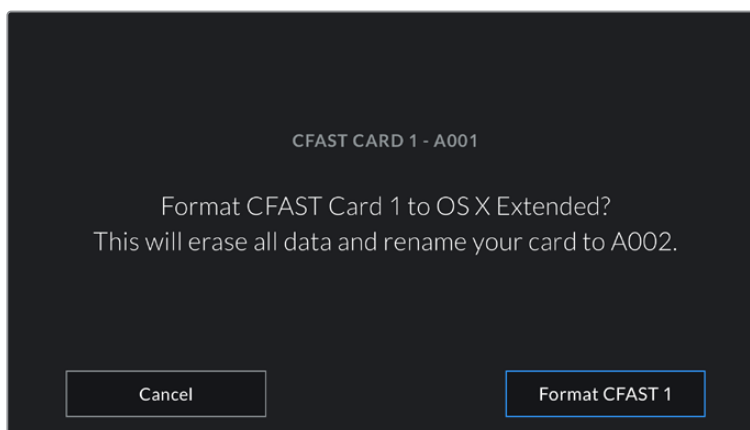 CFAST CARD 1 - A001
Format CFAST Card 1 to OS X Extended?
This will erase all data and rename your card to A002.
Cancel
Format CFAST 1